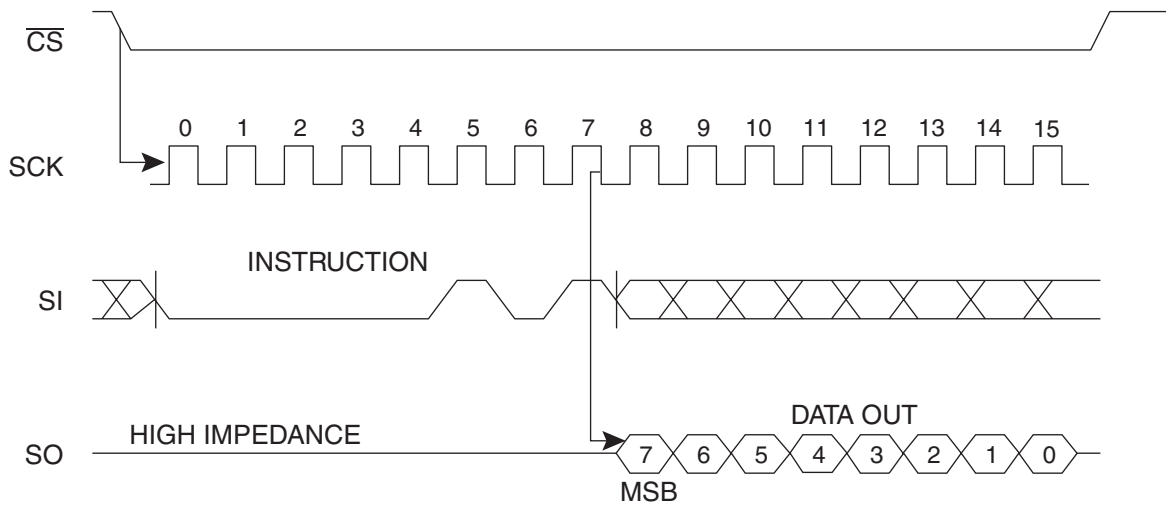 C̅S̅
0 1 2 3 4 5 6 7 8 9 10 11 12 13 14 15
SCK
INSTRUCTION
SI
DATA OUT
HIGH IMPEDANCE
SO
7 6 5 4 3 2 1 0
MSB